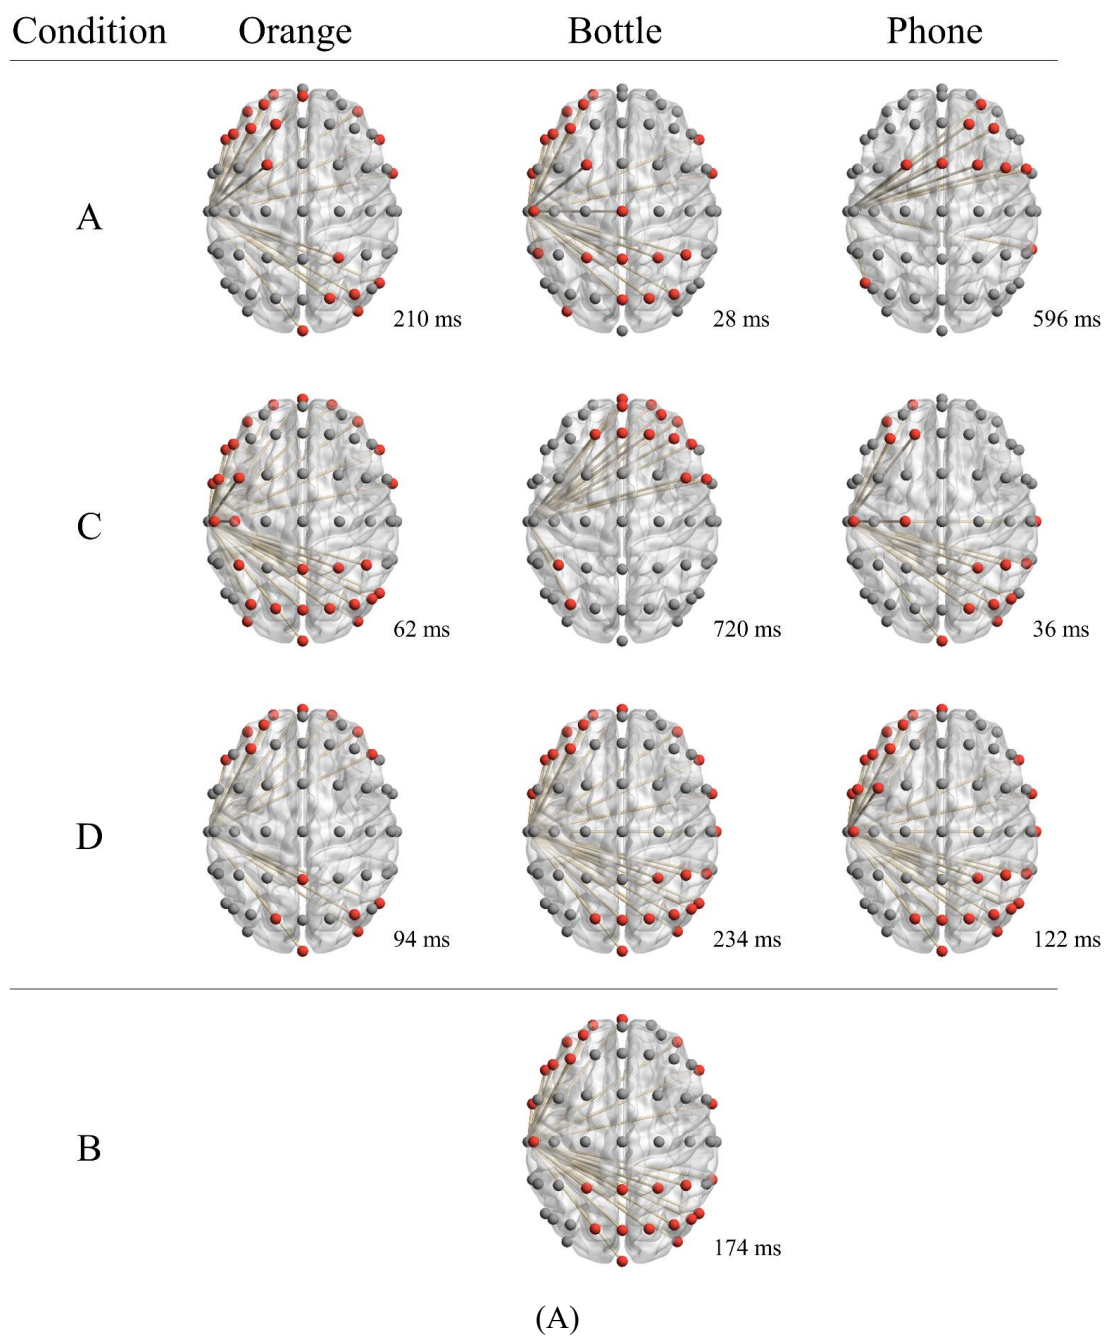 Condition Orange Bottle Phone
A 210 ms 28 ms 596 ms
C 62 ms 720 ms 36 ms
D 94 ms 234 ms 122 ms
B 174 ms
(A)